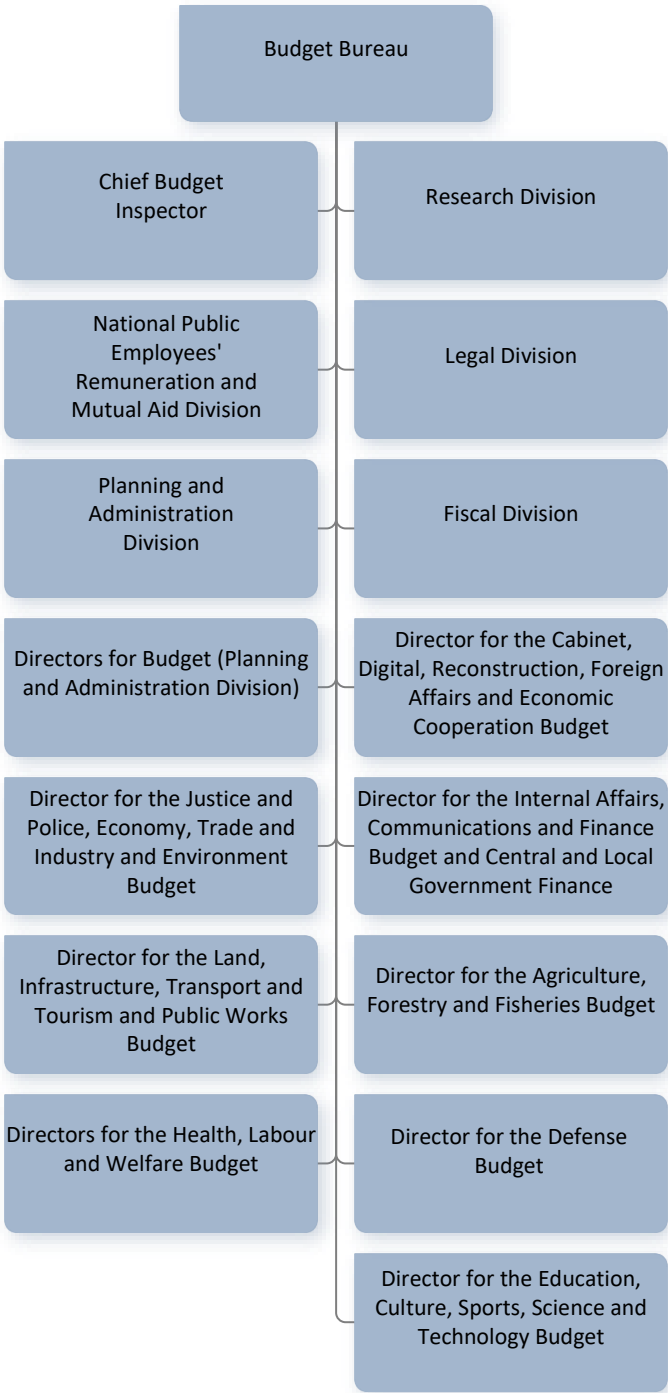 Budget Bureau
Chief Budget
Inspector
Research Division
National Public
Employees'
Remuneration and
Mutual Aid Division
Legal Division
Planning and
Administration
Division
Fiscal Division
Directors for Budget (Planning
and Administration Division)
Director for the Cabinet,
Digital, Reconstruction, Foreign
Affairs and Economic
Cooperation Budget
Director for the Justice and
Police, Economy, Trade and
Industry and Environment
Budget
Director for the Internal Affairs,
Communications and Finance
Budget and Central and Local
Government Finance
Director for the Land,
Infrastructure, Transport and
Tourism and Public Works
Budget
Director for the Agriculture,
Forestry and Fisheries Budget
Directors for the Health, Labour
and Welfare Budget
Director for the Defense
Budget
Director for the Education,
Culture, Sports, Science and
Technology Budget